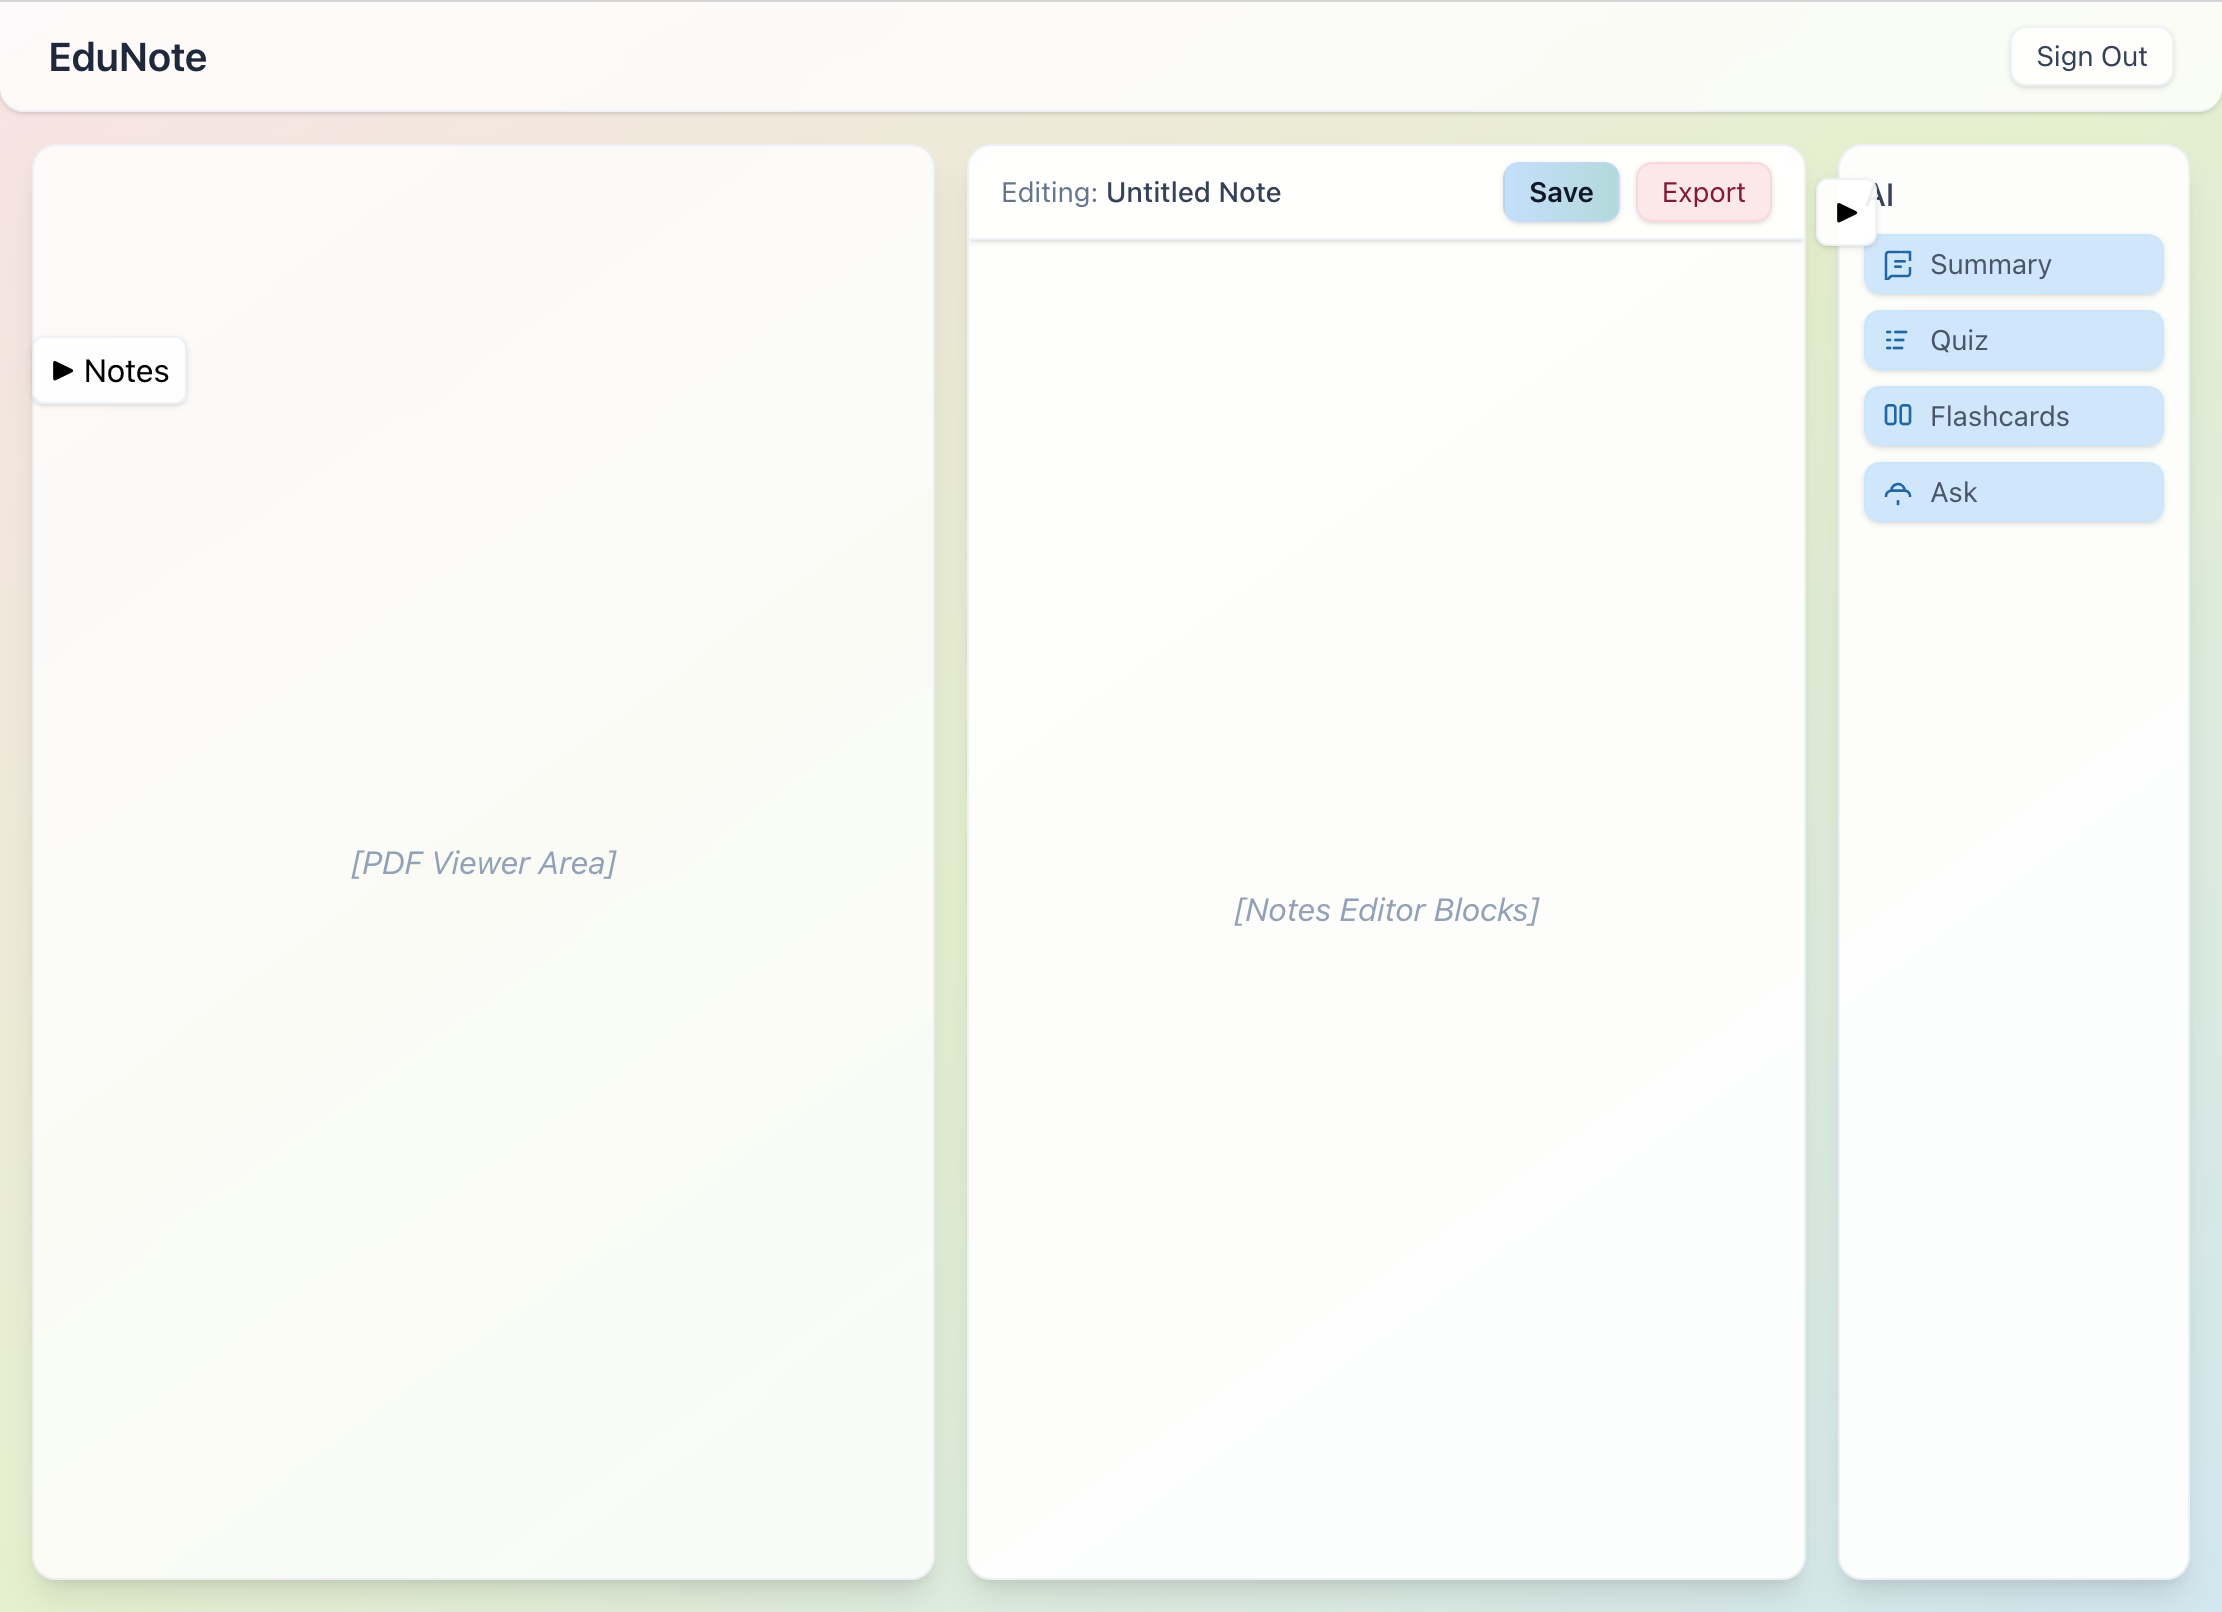 EduNote
Sign Out
▶ Notes
[PDF Viewer Area]
Editing: Untitled Note
Save
Export
[Notes Editor Blocks]
▶
AI
Summary
Quiz
Flashcards
Ask